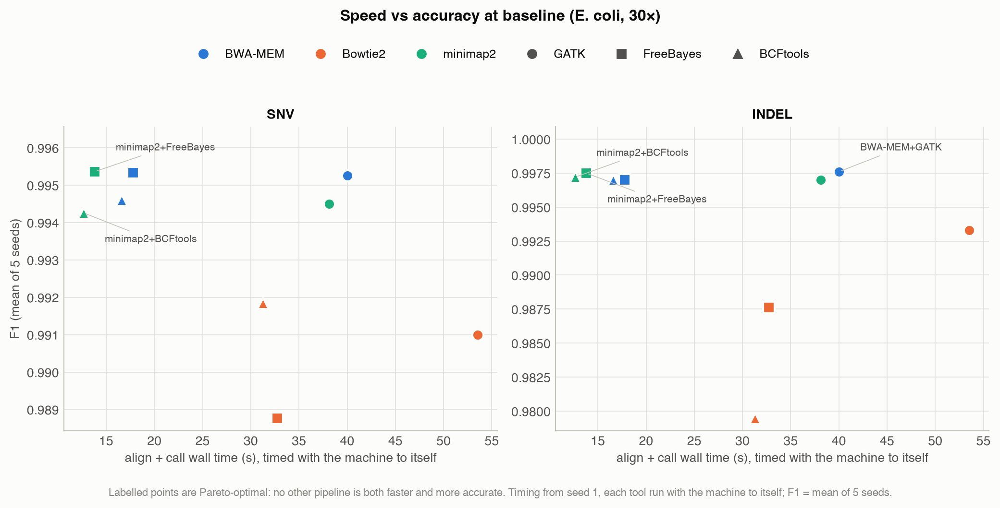 Speed vs accuracy at baseline (E. coli, 30×)
BWA-MEM Bowtie2 minimap2 GATK FreeBayes BCFtools
SNV
F1 (mean of 5 seeds)
0.996
0.995
0.994
0.993
0.992
0.991
0.990
0.989
minimap2+FreeBayes
minimap2+BCFtools
15 20 25 30 35 40 45 50 55
align + call wall time (s), timed with the machine to itself
INDEL
1.0000
0.9975
0.9950
0.9925
0.9900
0.9875
0.9850
0.9825
0.9800
minimap2+BCFtools
BWA-MEM+GATK
minimap2+FreeBayes
15 20 25 30 35 40 45 50 55
align + call wall time (s), timed with the machine to itself
Labelled points are Pareto-optimal: no other pipeline is both faster and more accurate. Timing from seed 1, each tool run with the machine to itself; F1 = mean of 5 seeds.